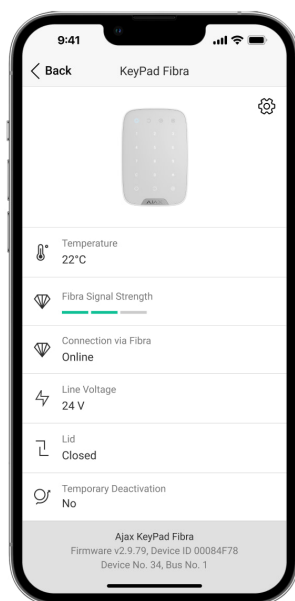 9:41
Back
KeyPad Fibra
AJAX
Temperature
22°C
Fibra Signal Strength
Connection via Fibra
Online
Line Voltage
24 V
Lid
Closed
Temporary Deactivation
No
Ajax KeyPad Fibra
Firmware v2.9.79, Device ID 00084F78
Device No. 34, Bus No. 1